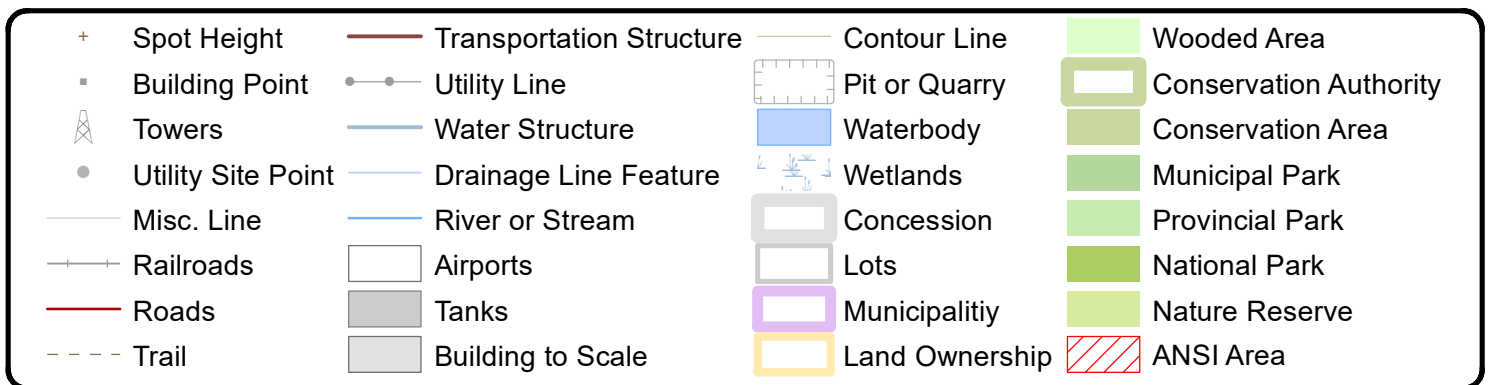 Spot Height
Building Point
Towers
Utility Site Point
Misc. Line
Railroads
Roads
Trail
Transportation Structure
Utility Line
Water Structure
Drainage Line Feature
River or Stream
Airports
Tanks
Building to Scale
Contour Line
Pit or Quarry
Waterbody
Wetlands
Concession
Lots
Municipalitiy
Land Ownership
Wooded Area
Conservation Authority
Conservation Area
Municipal Park
Provincial Park
National Park
Nature Reserve
ANSI Area